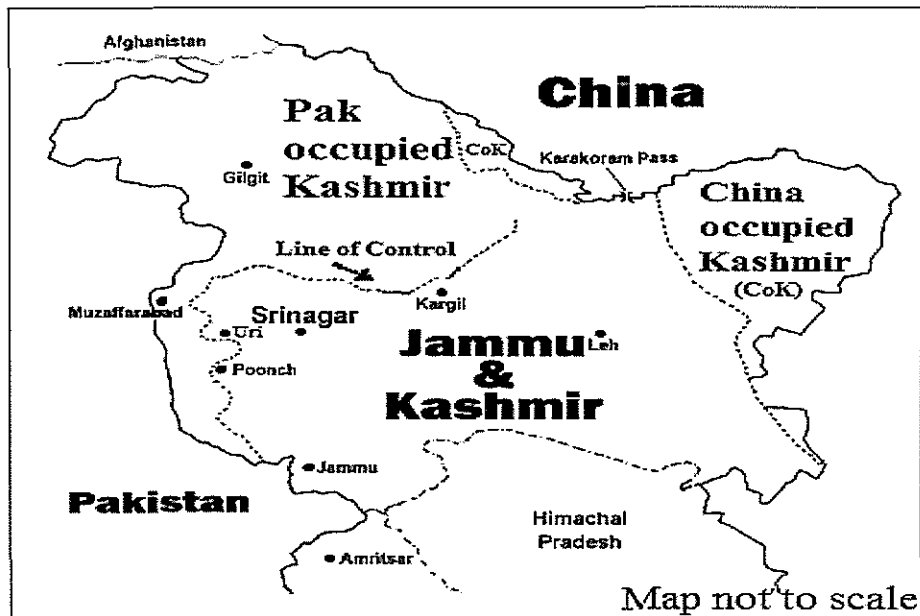 Afghanistan
China
Pak
occupied
Kashmir
CoK
Karakoram Pass
Gilgit
China
occupied
Kashmir
(CoK)
Line of Control
Kargil
Muzaffarabad
Srinagar
Uri
Jammu
&
Kashmir
Leh
Poonch
Jammu
Pakistan
Himachal
Pradesh
Amritsar
Map not to scale